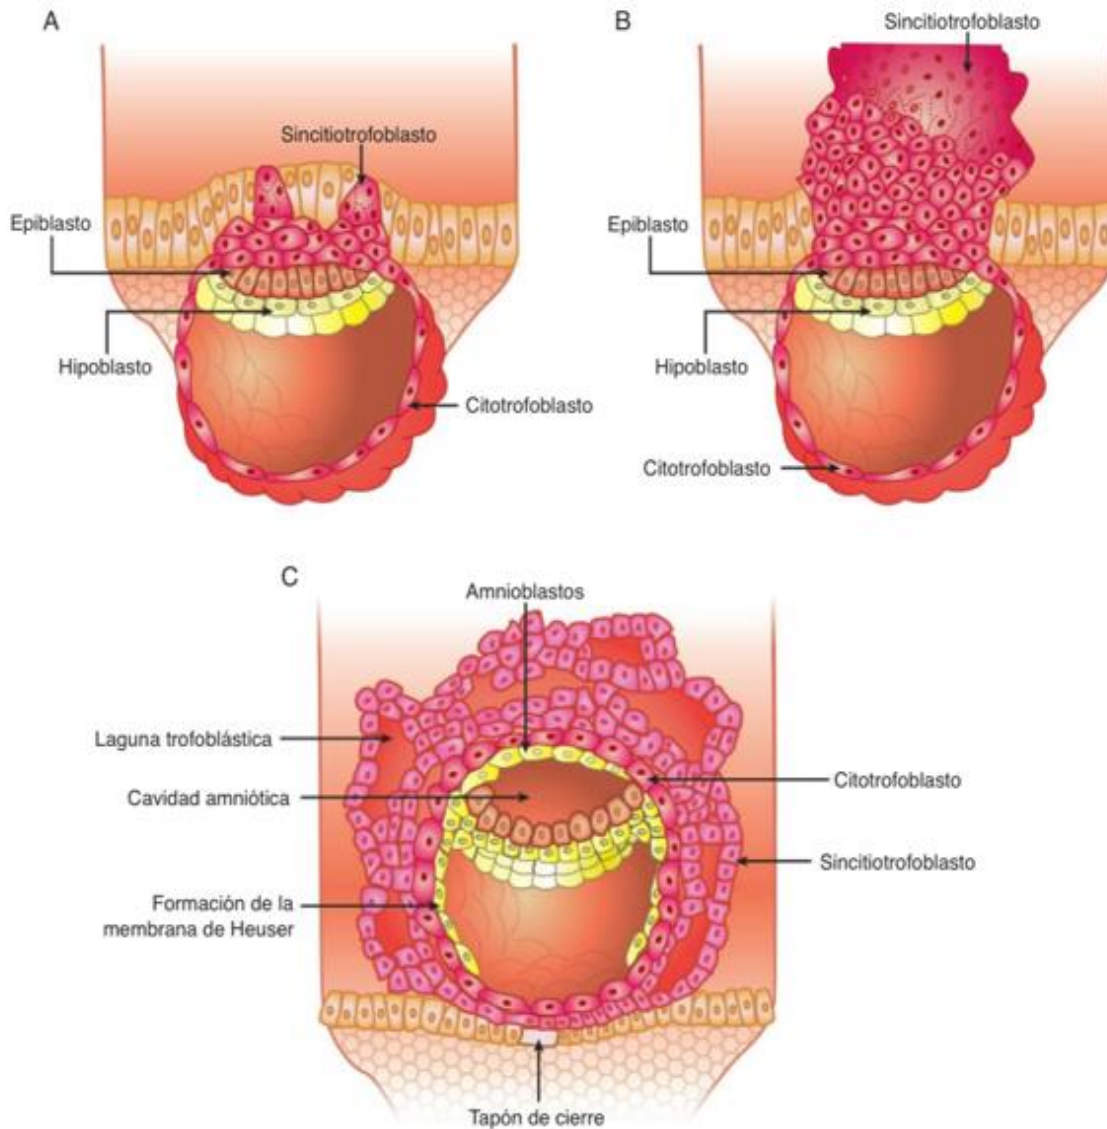 A
Sincitiotrofoblasto
Epiblasto
Hipoblasto
Citotrofoblasto
B
Sincitiotrofoblasto
Epiblasto
Hipoblasto
Citotrofoblasto
C
Amnioblastos
Laguna trofoblástica
Cavidad amniótica
Formación de la
membrana de Heuser
Citotrofoblasto
Sincitiotrofoblasto
Tapón de cierre